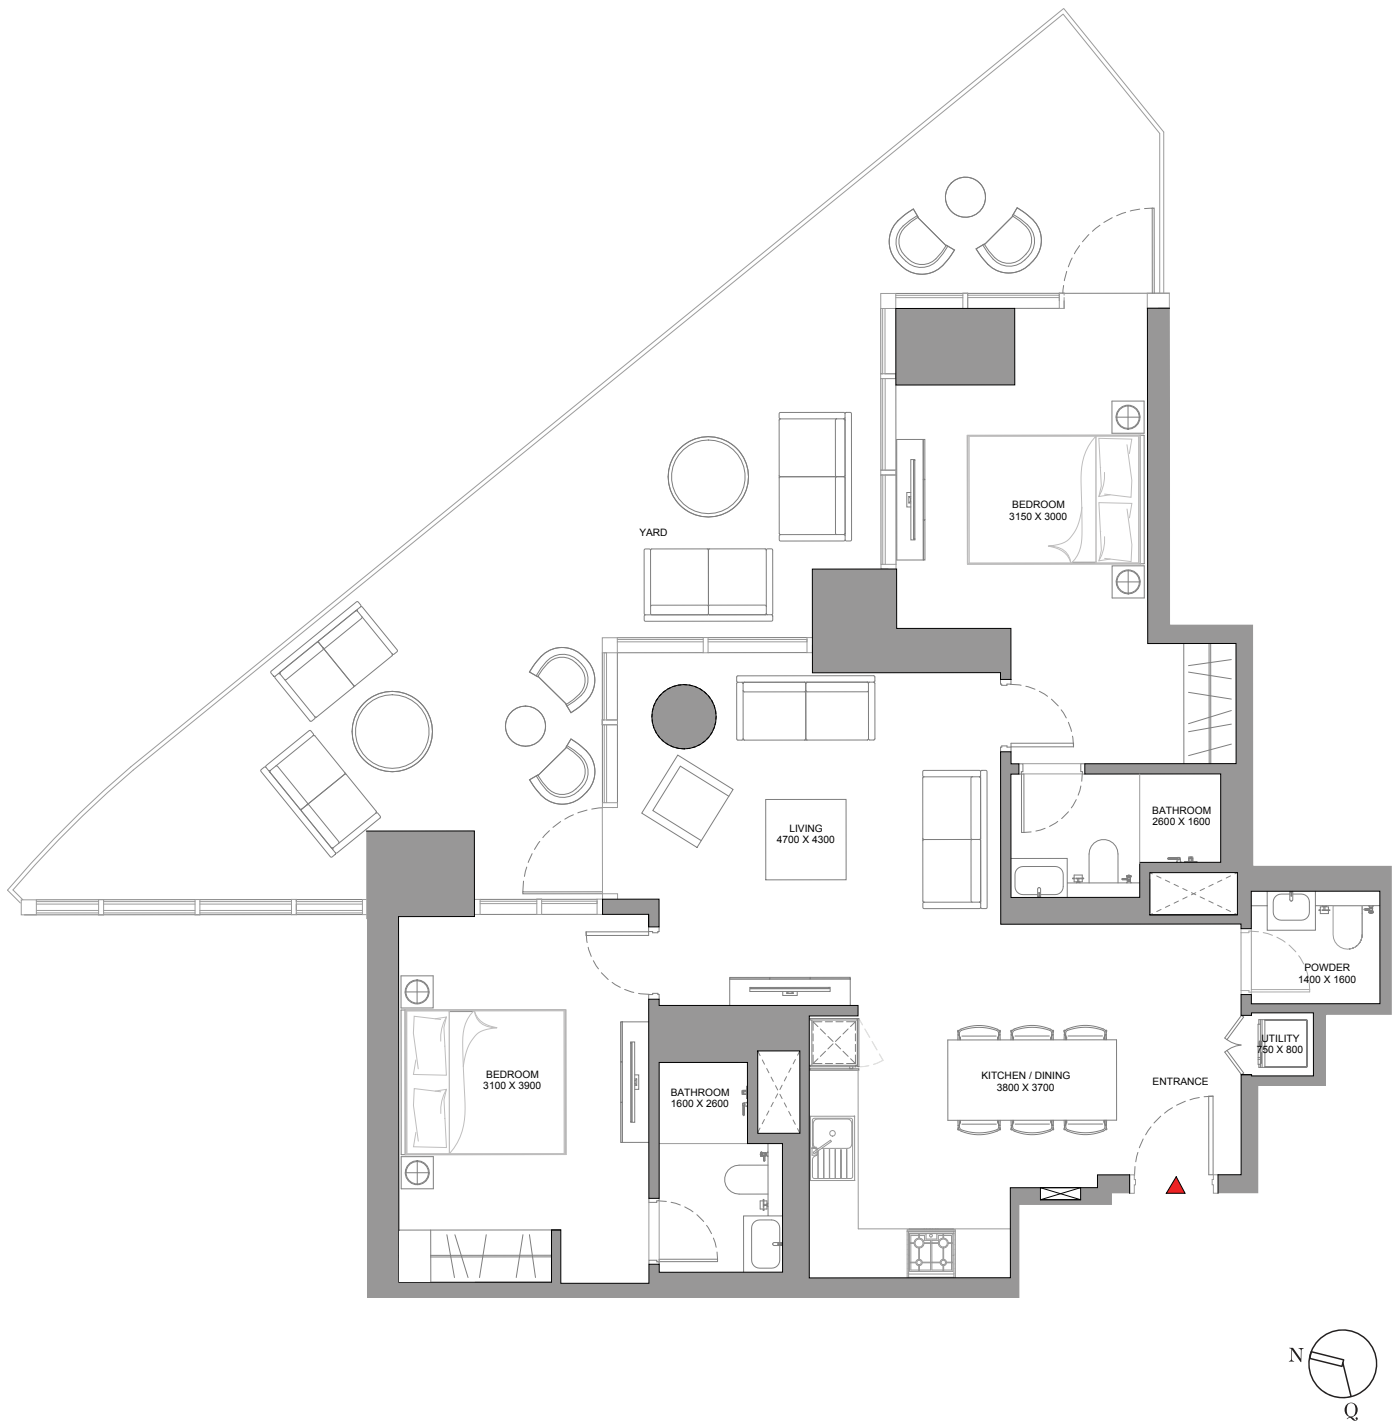 BEDROOM
3150 X 3000
YARD
LIVING
4700 X 4300
BATHROOM
2600 X 1600
POWDER
1400 X 1600
UTILITY
750 X 800
KITCHEN / DINING
3800 X 3700
ENTRANCE
BEDROOM
3100 X 3900
BATHROOM
1600 X 2600
N
Q